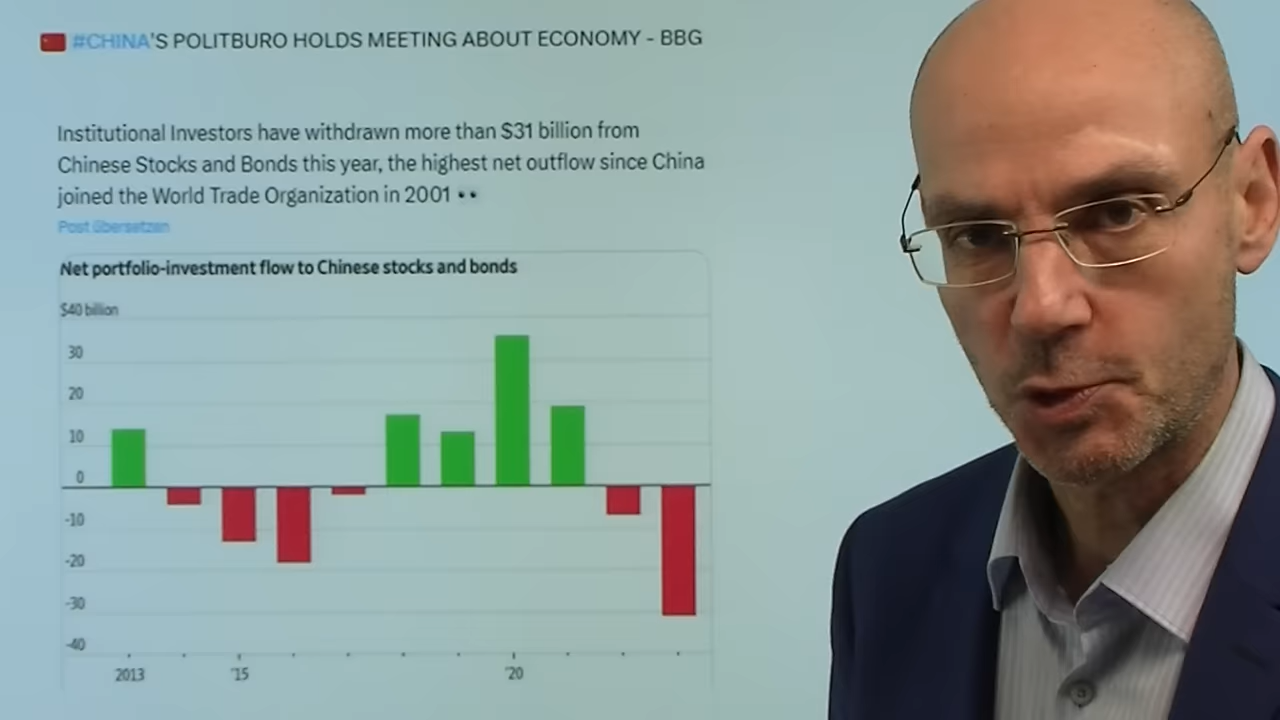 #CHINA'S POLITBURO HOLDS MEETING ABOUT ECONOMY - BBG
Institutional Investors have withdrawn more than $31 billion from
Chinese Stocks and Bonds this year, the highest net outflow since China
joined the World Trade Organization in 2001
Post übersetzen
Net portfolio-investment flow to Chinese stocks and bonds
$40 billion
30
20
10
0
-10
-20
-30
-40
2013 '15 '20